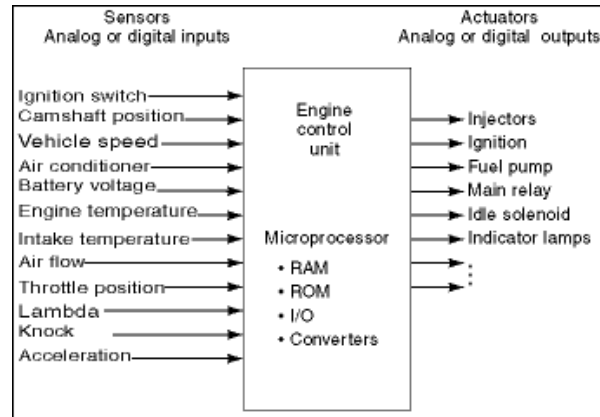 Sensors
Analog or digital inputs
Actuators
Analog or digital outputs
Ignition switch
Camshaft position
Vehicle speed
Air conditioner
Battery voltage
Engine temperature
Intake temperature
Air flow
Throttle position
Lambda
Knock
Acceleration
Engine
control
unit
Microprocessor
• RAM
• ROM
• I/O
• Converters
Injectors
Ignition
Fuel pump
Main relay
Idle solenoid
Indicator lamps